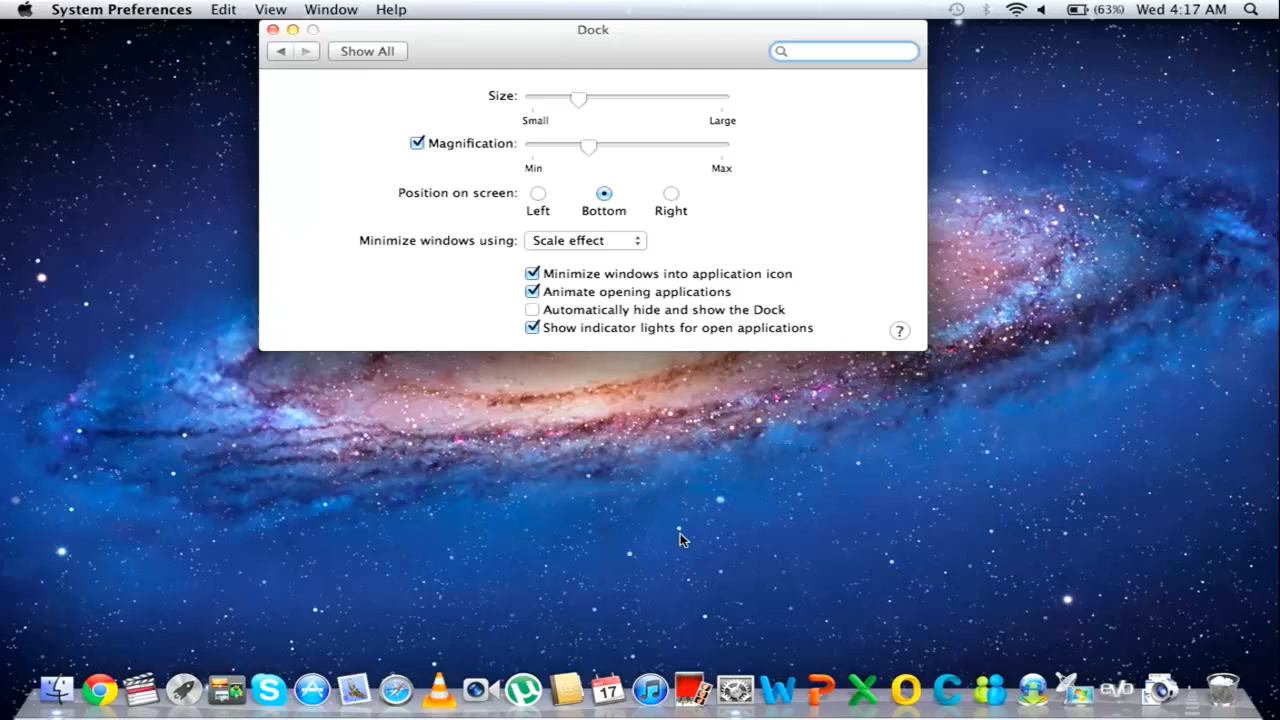 System Preferences Edit View Window Help (63%) Wed 4:17 AM
Dock
Show All
Size:
Small Large
Magnification:
Min Max
Position on screen:
Left Bottom Right
Minimize windows using: Scale effect
Minimize windows into application icon
Animate opening applications
Automatically hide and show the Dock
Show indicator lights for open applications
?
17
evo